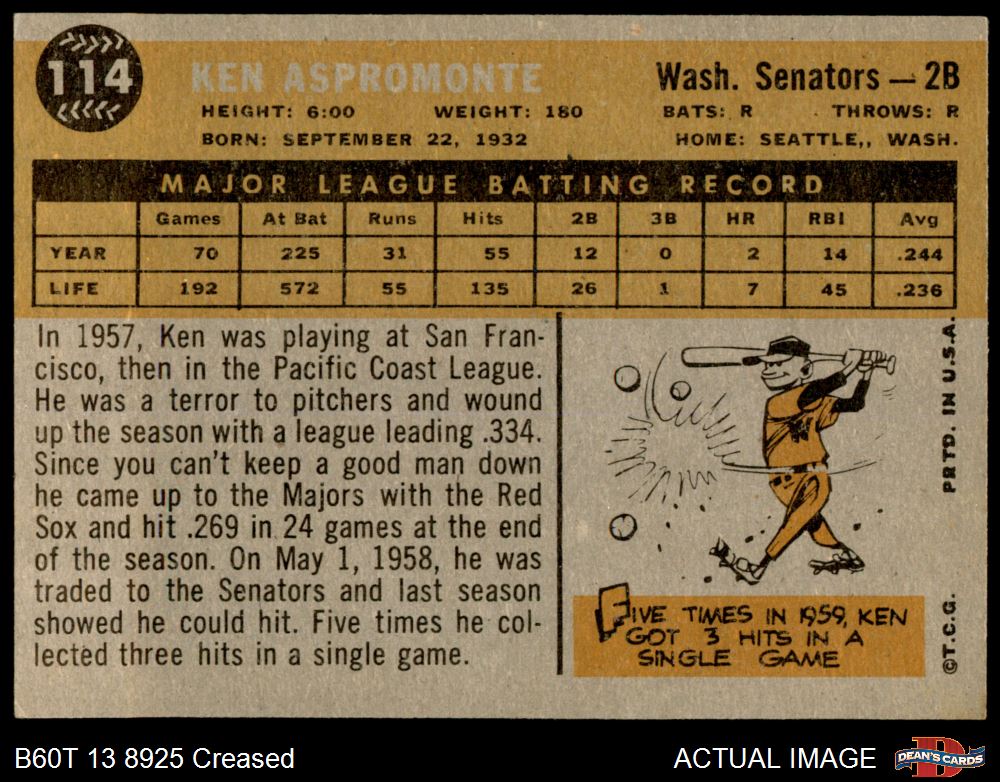 114
KEN ASPROMONTE
Wash. Senators — 2B
HEIGHT: 6:00 WEIGHT: 180 BATS: R THROWS: R
BORN: SEPTEMBER 22, 1932 HOME: SEATTLE,, WASH.
MAJOR LEAGUE BATTING RECORD
Games At Bat Runs Hits 2B 3B HR RBI Avg
YEAR 70 225 31 55 12 0 2 14 .244
LIFE 192 572 55 135 26 1 7 45 .236
In 1957, Ken was playing at San Fran-
cisco, then in the Pacific Coast League.
He was a terror to pitchers and wound
up the season with a league leading .334.
Since you can't keep a good man down
he came up to the Majors with the Red
Sox and hit .269 in 24 games at the end
of the season. On May 1, 1958, he was
traded to the Senators and last season
showed he could hit. Five times he col-
lected three hits in a single game.
W
FIVE TIMES IN 1959, KEN
GOT 3 HITS IN A
SINGLE GAME
PRTD. IN U.S.A.
©T.C.G.
B60T 13 8925 Creased
ACTUAL IMAGE
D
DEAN'S CARDS